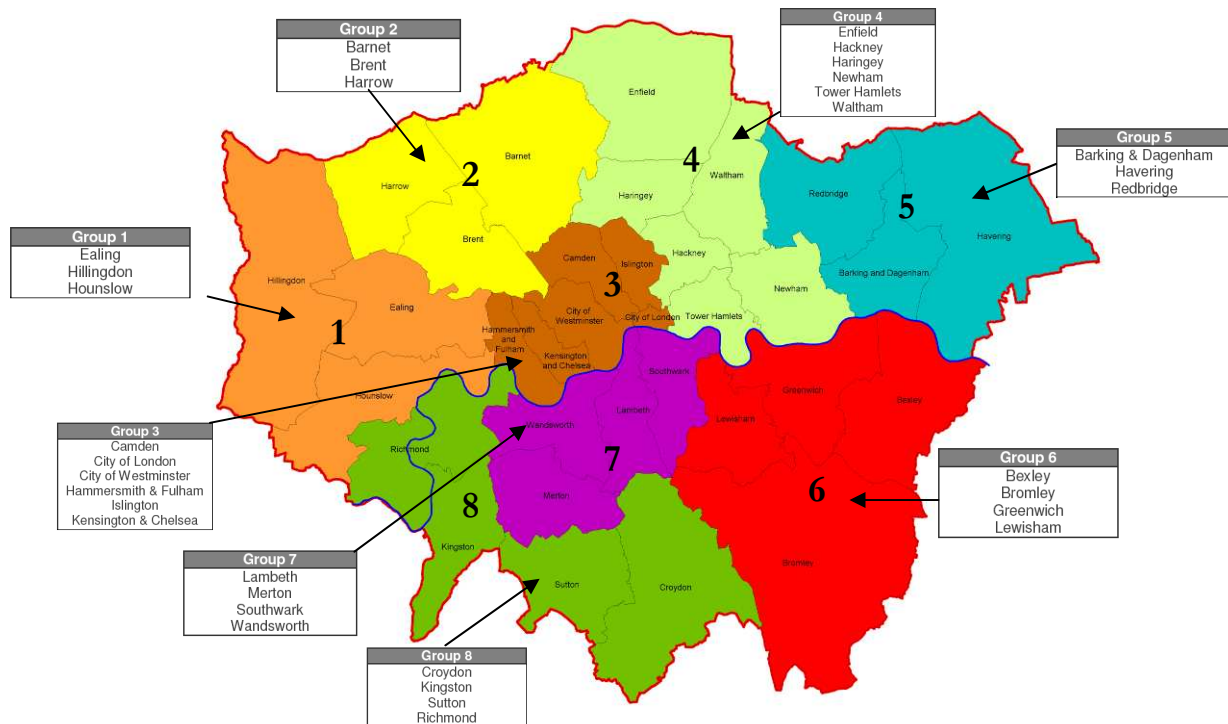 Group 2
Barnet
Brent
Harrow
Group 4
Enfield
Hackney
Haringey
Newham
Tower Hamlets
Waltham
Group 5
Barking & Dagenham
Havering
Redbridge
Group 1
Ealing
Hillingdon
Hounslow
Group 3
Camden
City of London
City of Westminster
Hammersmith & Fulham
Islington
Kensington & Chelsea
Group 6
Bexley
Bromley
Greenwich
Lewisham
Group 7
Lambeth
Merton
Southwark
Wandsworth
Group 8
Croydon
Kingston
Sutton
Richmond
Enfield
Barnet
4
Waltham
2
Harrow
Haringey
Redbridge
5
Brent
Havering
Hackney
Camden
Islington
3
Barking and Dagenham
Hillingdon
Newham
Ealing
City of
Westminster
City of London
Tower Hamlets
1
Hammersmith
and
Fulham
Kensington
and Chelsea
Southwark
Hounslow
Greenwich
Bexley
Lambeth
Lewisham
Wandsworth
Richmond
7
6
Merton
8
Kingston
Bromley
Sutton
Croydon